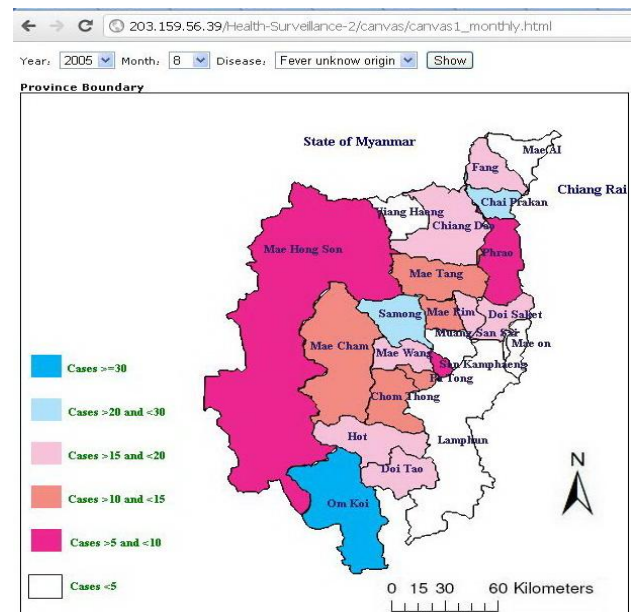 203.159.56.39/Health-Surveillance-2/canvas/canvas1_monthly.html
Year: 2005 Month: 8 Disease: Fever unknow origin Show
Province Boundary
State of Myanmar
Mae AI
Fang
Chiang Rai
Chai Prakan
Chiang Dao
Mae Hong Son
Phrao
Mae Tang
Samong
Mae Rim
Doi Saket
Muang San Sai
Mae on
Mae Cham
Mae Wang
San Kamphaeng
Chom Thong
Hot
Lamphun
Doi Tao
Om Koi
Cases >=30
Cases >20 and <30
Cases >15 and <20
Cases >10 and <15
Cases >5 and <10
Cases <5
N
0 15 30 60 Kilometers